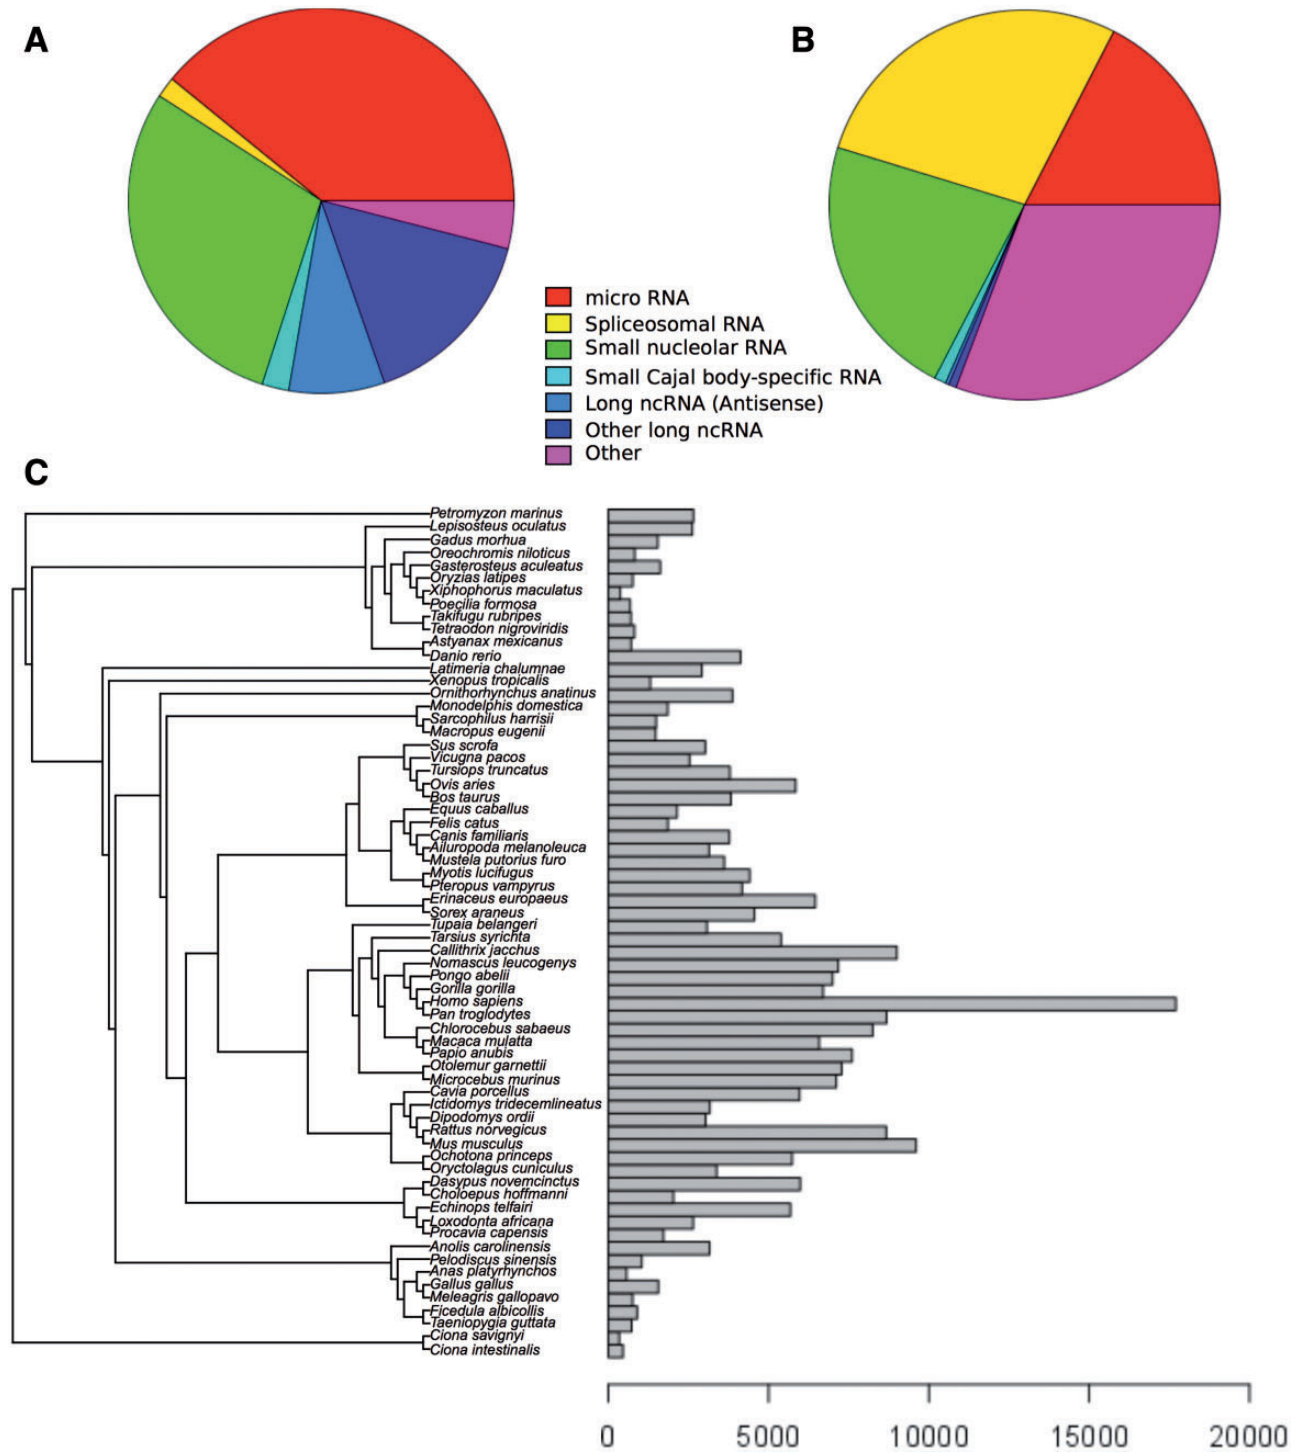 A
B
micro RNA
Spliceosomal RNA
Small nucleolar RNA
Small Cajal body-specific RNA
Long ncRNA (Antisense)
Other long ncRNA
Other
C
Petromyzon marinus
Lepisosteus oculatus
Gadus morhua
Oreochromis niloticus
Gasterosteus aculeatus
Oryzias latipes
Xiphophorus maculatus
Poecilia formosa
Takifugu rubripes
Tetraodon nigroviridis
Astyanax mexicanus
Danio rerio
Latimeria chalumnae
Xenopus tropicalis
Ornithorhynchus anatinus
Monodelphis domestica
Sarcophilus harrisii
Macropus eugenii
Sus scrofa
Vicugna pacos
Tursiops truncatus
Ovis aries
Bos taurus
Equus caballus
Felis catus
Canis familiaris
Ailuropoda melanoleuca
Mustela putorius furo
Myotis lucifugus
Pteropus vampyrus
Erinaceus europaeus
Sorex araneus
Tupaia belangeri
Tarsius syrichta
Callithrix jacchus
Nomascus leucogenys
Pongo abelii
Gorilla gorilla
Homo sapiens
Pan troglodytes
Chlorocebus sabaeus
Macaca mulatta
Papio anubis
Otolemur garnettii
Microcebus murinus
Cavia porcellus
Ictidomys tridecemlineatus
Dipodomys ordii
Rattus norvegicus
Mus musculus
Ochotona princeps
Oryctolagus cuniculus
Dasypus novemcinctus
Choloepus hoffmanni
Echinops telfairi
Loxodonta africana
Procavia capensis
Anolis carolinensis
Pelodiscus sinensis
Anas platyrhynchos
Gallus gallus
Meleagris gallopavo
Ficedula albicollis
Taeniopygia guttata
Ciona savignyi
Ciona intestinalis
0 5000 10000 15000 20000